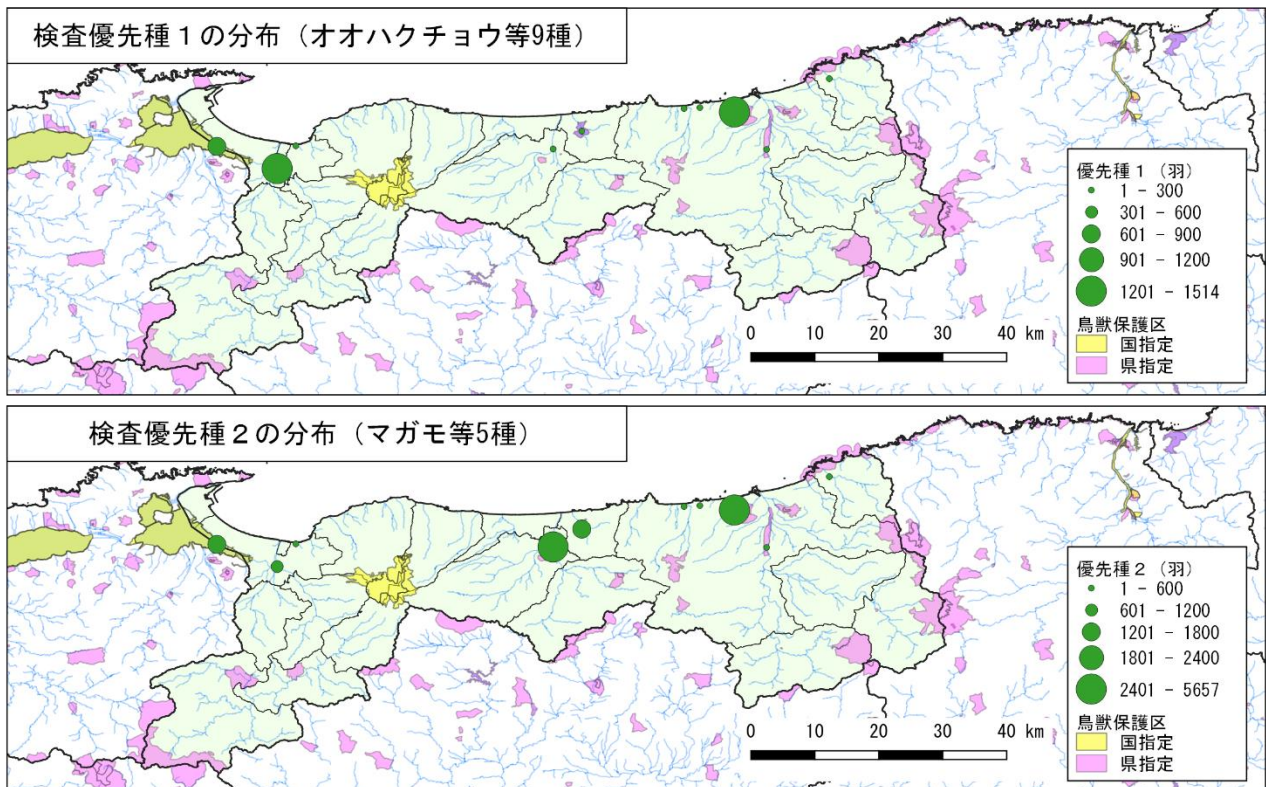 検査優先種１の分布（オオハクチョウ等9種）
優先種１（羽）
1 - 300
301 - 600
601 - 900
901 - 1200
1201 - 1514
鳥獣保護区
国指定
県指定
0 10 20 30 40 km
検査優先種２の分布（マガモ等5種）
優先種２（羽）
1 - 600
601 - 1200
1201 - 1800
1801 - 2400
2401 - 5657
鳥獣保護区
国指定
県指定
0 10 20 30 40 km